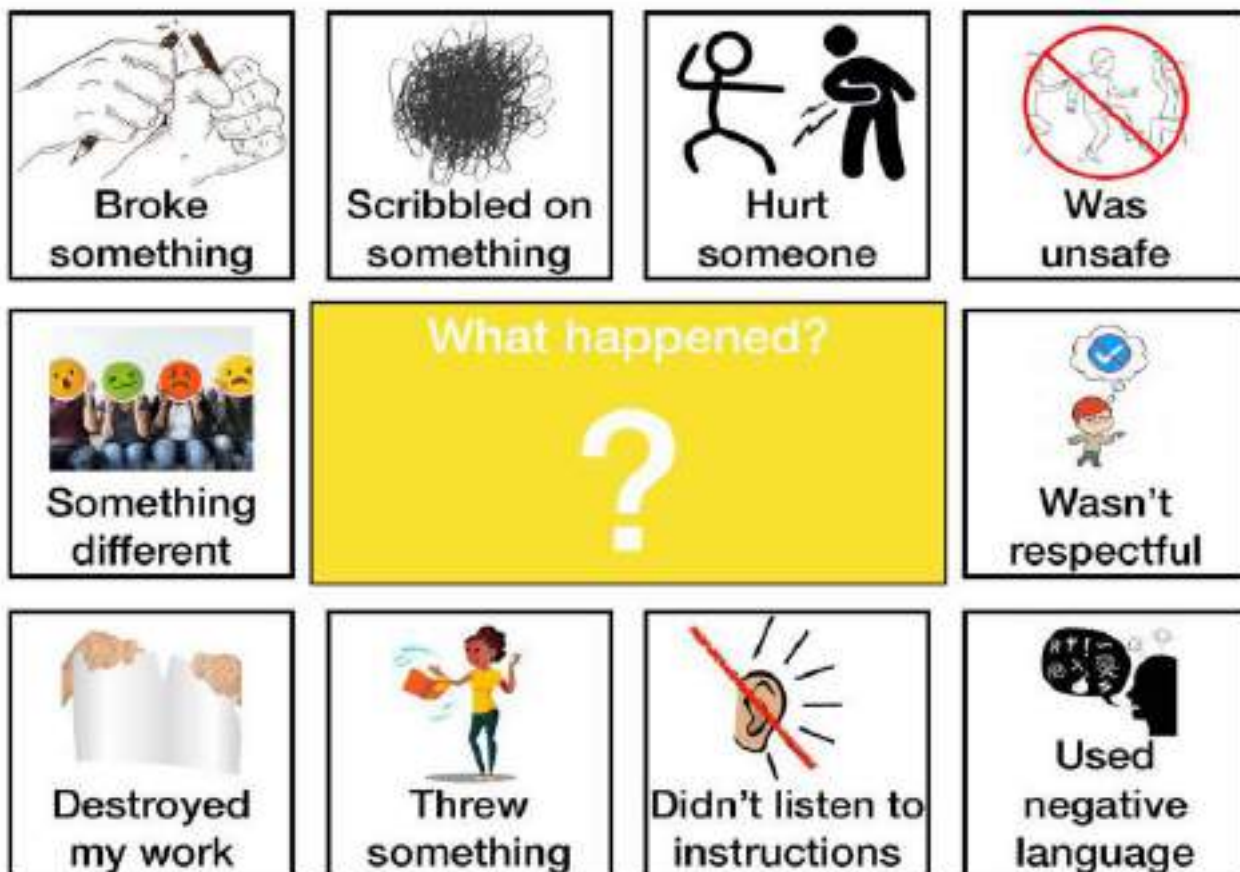 Broke
something
Scribbled on
something
Hurt
someone
Was
unsafe
Something
different
What happened?
?
Wasn't
respectful
Destroyed
my work
Threw
something
Didn't listen to
instructions
Used
negative
language